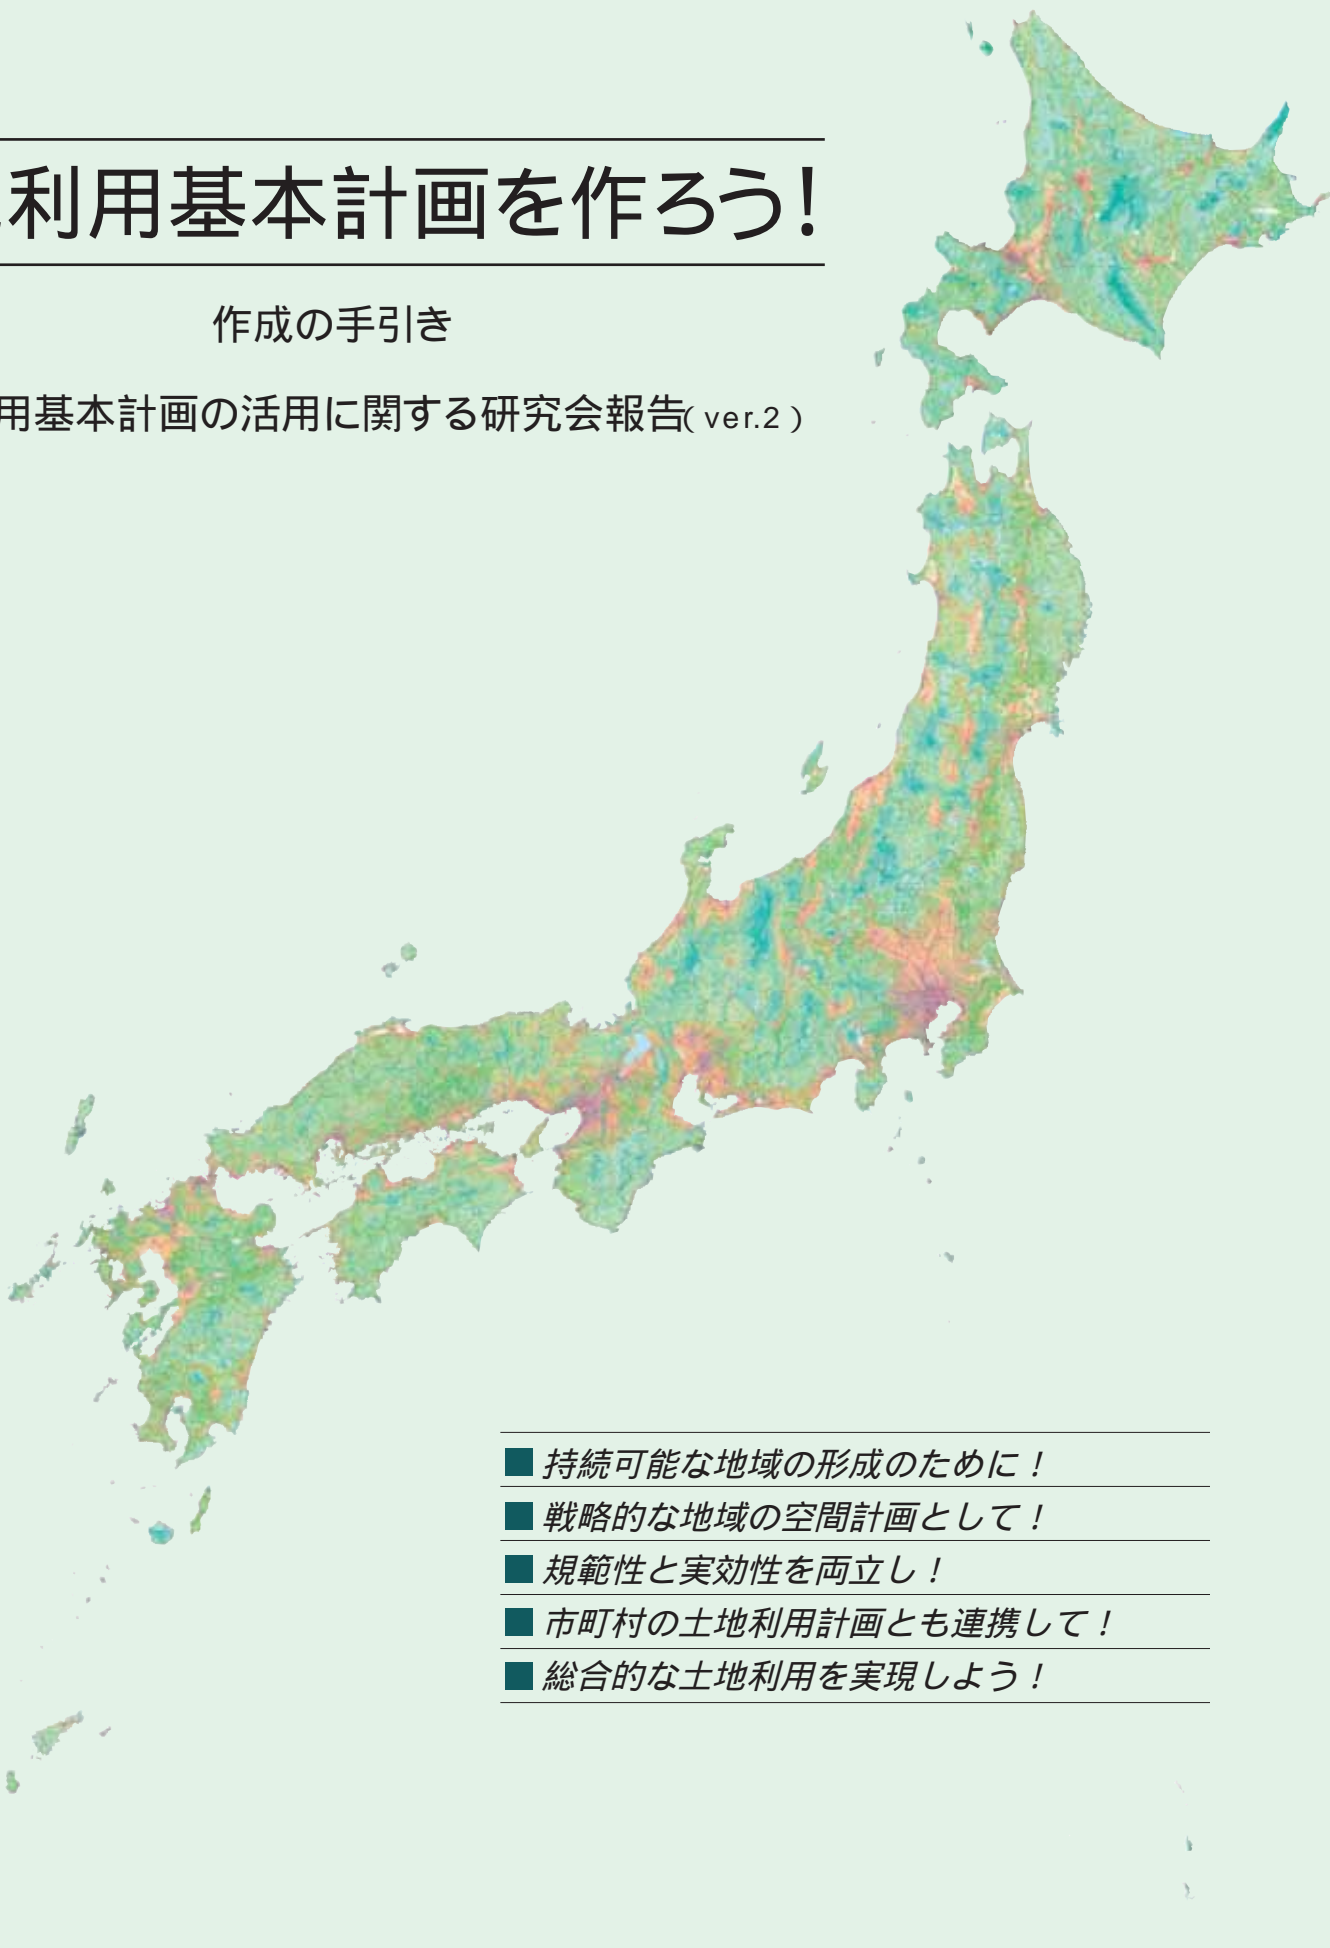 利用基本計画を作ろう!
作成の手引き
用基本計画の活用に関する研究会報告(ver.2)
■持続可能な地域の形成のために！
■戦略的な地域の空間計画として！
■規範性と実効性を両立し！
■市町村の土地利用計画とも連携して！
■総合的な土地利用を実現しよう！